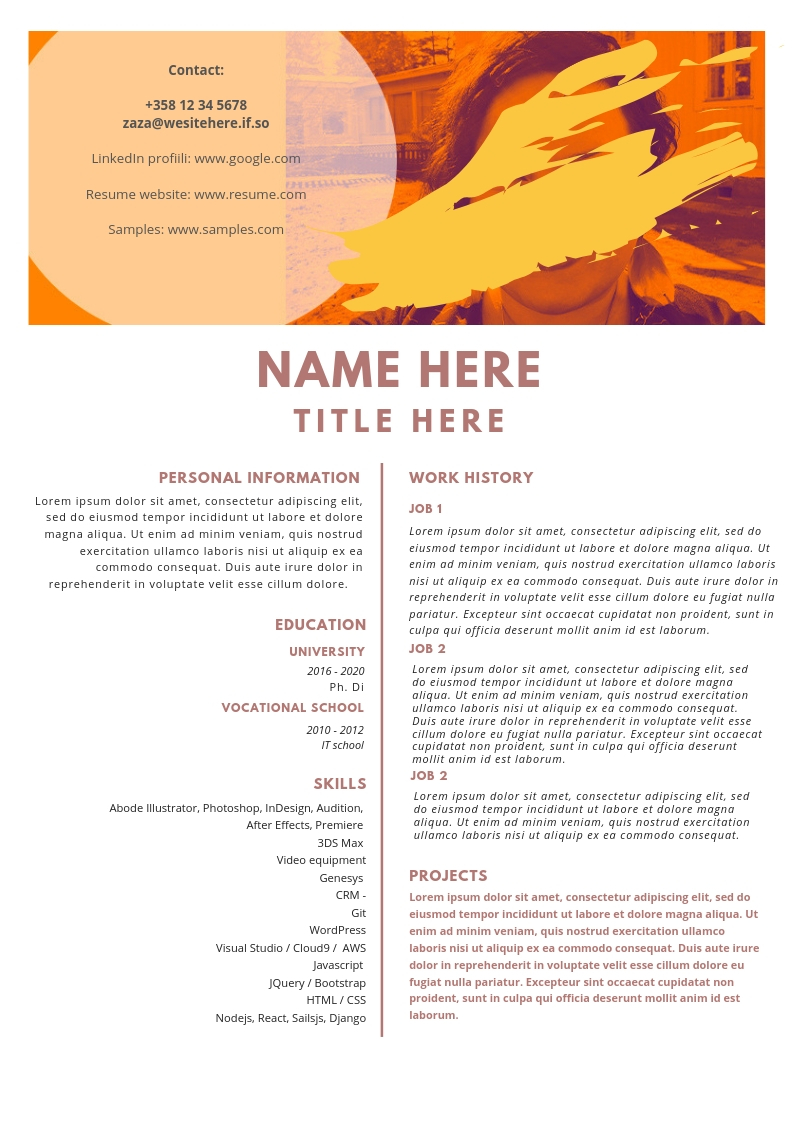 Contact:
+358 12 34 5678
zaza@wesitehere.if.so
LinkedIn profiili: www.google.com
Resume website: www.resume.com
Samples: www.samples.com
NAME HERE
TITLE HERE
PERSONAL INFORMATION
Lorem ipsum dolor sit amet, consectetur adipiscing elit,
sed do eiusmod tempor incididunt ut labore et dolore
magna aliqua. Ut enim ad minim veniam, quis nostrud
exercitation ullamco laboris nisi ut aliquip ex ea
commodo consequat. Duis aute irure dolor in
reprehenderit in voluptate velit esse cillum dolore.
EDUCATION
UNIVERSITY
2016 - 2020
Ph. Di
VOCATIONAL SCHOOL
2010 - 2012
IT school
SKILLS
Abode Illustrator, Photoshop, InDesign, Audition,
After Effects, Premiere
3DS Max
Video equipment
Genesys
CRM -
Git
WordPress
Visual Studio / Cloud9 / AWS
Javascript
JQuery / Bootstrap
HTML / CSS
Nodejs, React, Sailsjs, Django
WORK HISTORY
JOB 1
Lorem ipsum dolor sit amet, consectetur adipiscing elit, sed do
eiusmod tempor incididunt ut labore et dolore magna aliqua. Ut
enim ad minim veniam, quis nostrud exercitation ullamco laboris
nisi ut aliquip ex ea commodo consequat. Duis aute irure dolor in
reprehenderit in voluptate velit esse cillum dolore eu fugiat nulla
pariatur. Excepteur sint occaecat cupidatat non proident, sunt in
culpa qui officia deserunt mollit anim id est laborum.
JOB 2
Lorem ipsum dolor sit amet, consectetur adipiscing elit, sed
do eiusmod tempor incididunt ut labore et dolore magna
aliqua. Ut enim ad minim veniam, quis nostrud exercitation
ullamco laboris nisi ut aliquip ex ea commodo consequat.
Duis aute irure dolor in reprehenderit in voluptate velit esse
cillum dolore eu fugiat nulla pariatur. Excepteur sint occaecat
cupidatat non proident, sunt in culpa qui officia deserunt
mollit anim id est laborum.
JOB 2
Lorem ipsum dolor sit amet, consectetur adipiscing elit, sed
do eiusmod tempor incididunt ut labore et dolore magna
aliqua. Ut enim ad minim veniam, quis nostrud exercitation
ullamco laboris nisi ut aliquip ex ea commodo consequat.
PROJECTS
Lorem ipsum dolor sit amet, consectetur adipiscing elit, sed do
eiusmod tempor incididunt ut labore et dolore magna aliqua. Ut
enim ad minim veniam, quis nostrud exercitation ullamco
laboris nisi ut aliquip ex ea commodo consequat. Duis aute irure
dolor in reprehenderit in voluptate velit esse cillum dolore eu
fugiat nulla pariatur. Excepteur sint occaecat cupidatat non
proident, sunt in culpa qui officia deserunt mollit anim id est
laborum.